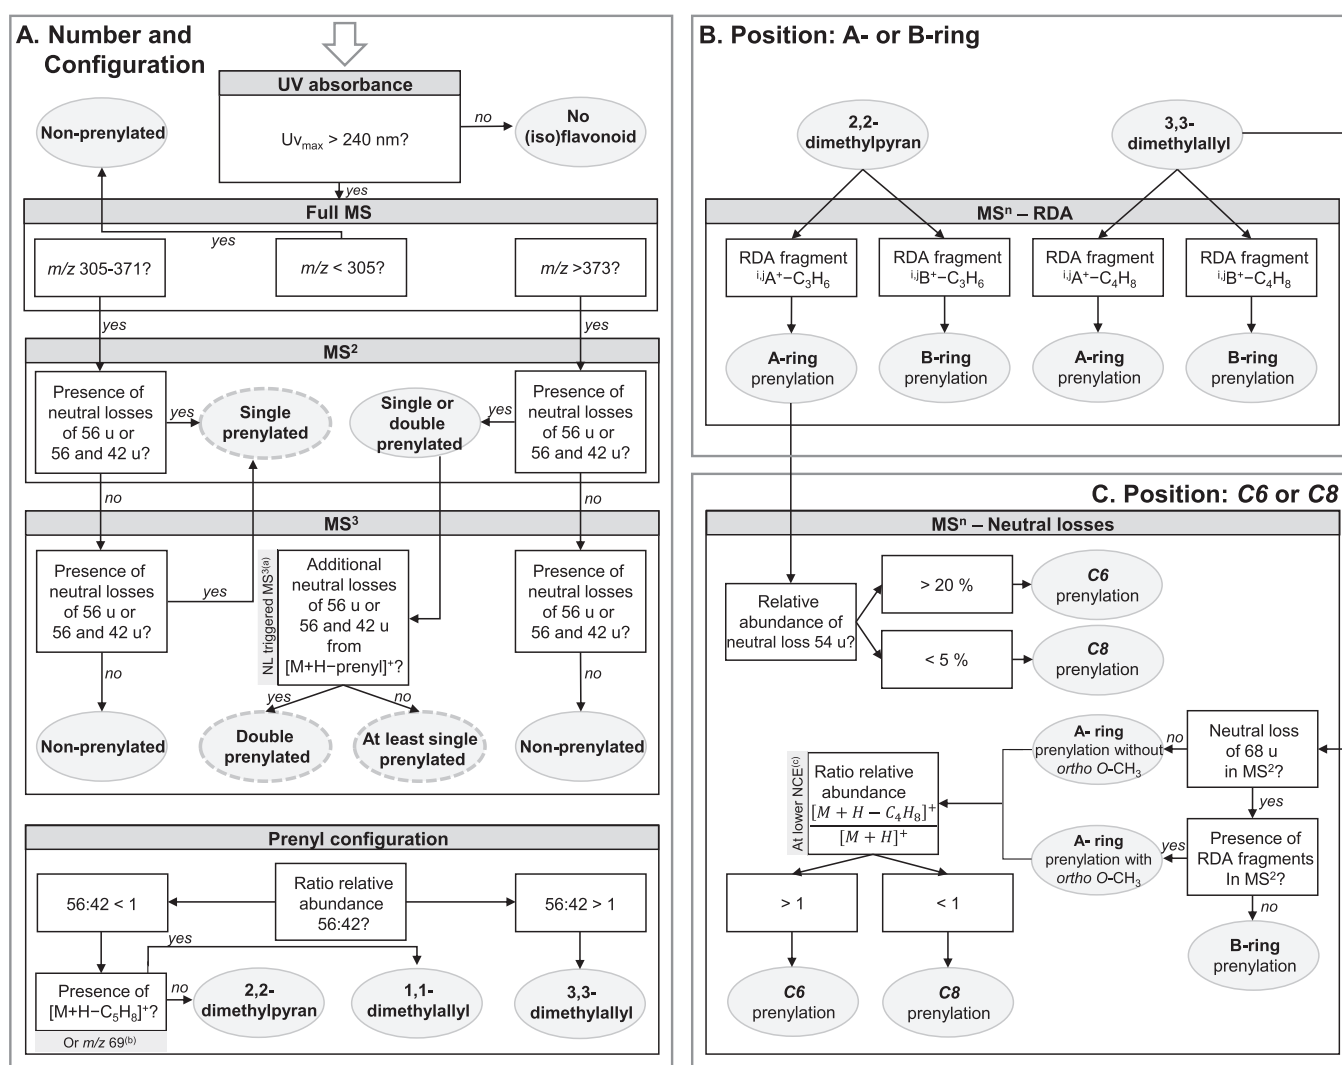 A. Number and
Configuration
UV absorbance
Uv_max > 240 nm?
Non-prenylated
no
No
(iso)flavonoid
yes
Full MS
yes
m/z 305-371?
m/z < 305?
m/z >373?
yes
yes
MS²
Presence of
neutral losses
of 56 u or
56 and 42 u?
yes
Single
prenylated
Single or
double
prenylated
yes
Presence of
neutral losses
of 56 u or
56 and 42 u?
no
no
MS³
Presence of
neutral losses
of 56 u or
56 and 42 u?
yes
NL triggered MS³⁽ᵃ⁾
Additional
neutral losses
of 56 u or
56 and 42 u
from
[M+H−prenyl]⁺?
Presence of
neutral losses
of 56 u or
56 and 42 u?
no
yes
no
no
Non-prenylated
Double
prenylated
At least single
prenylated
Non-prenylated
Prenyl configuration
56:42 < 1
Ratio relative
abundance
56:42?
56:42 > 1
yes
Presence of
[M+H−C₅H₈]⁺?
no
Or m/z 69⁽ᵇ⁾
2,2-
dimethylpyran
1,1-
dimethylallyl
3,3-
dimethylallyl
B. Position: A- or B-ring
2,2-
dimethylpyran
3,3-
dimethylallyl
MSⁿ – RDA
RDA fragment
ⁱ,ʲA⁺−C₃H₆
RDA fragment
ⁱ,ʲB⁺−C₃H₆
RDA fragment
ⁱ,ʲA⁺−C₄H₈
RDA fragment
ⁱ,ʲB⁺−C₄H₈
A-ring
prenylation
B-ring
prenylation
A-ring
prenylation
B-ring
prenylation
C. Position: C6 or C8
MSⁿ – Neutral losses
Relative
abundance of
neutral loss 54 u?
> 20 %
C6
prenylation
< 5 %
C8
prenylation
A- ring
prenylation without
ortho O-CH₃
no
Neutral loss
of 68 u
in MS²?
yes
At lower NCE⁽ᶜ⁾
Ratio relative
abundance
[M + H − C₄H₈]⁺
[M + H]⁺
A- ring
prenylation with
ortho O-CH₃
yes
Presence of
RDA fragments
In MS²?
no
B-ring
prenylation
> 1
< 1
C6
prenylation
C8
prenylation